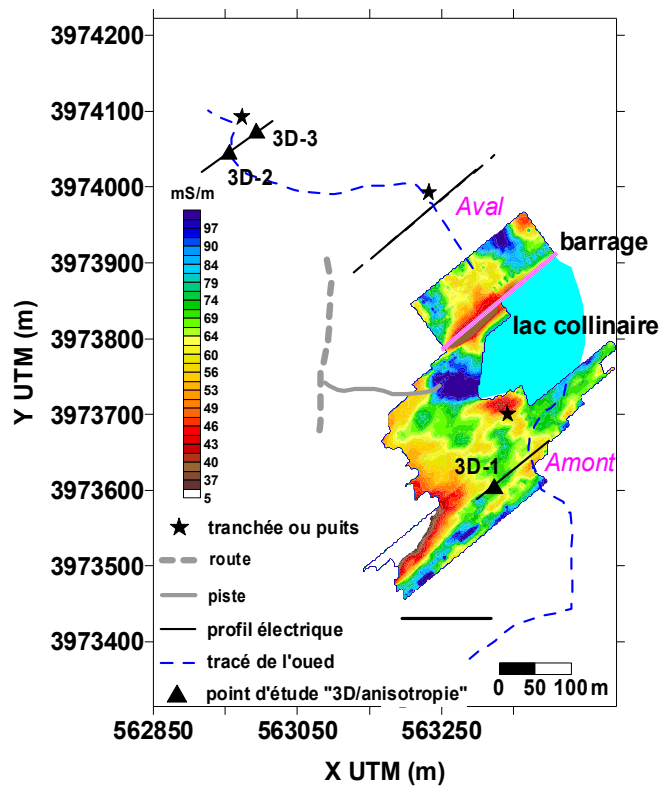 3974200
3974100
3974000
3973900
3973800
3973700
3973600
3973500
3973400
Y UTM (m)
3D-3
3D-2
mS/m
97
90
84
79
74
69
64
60
56
53
49
46
43
40
37
5
Aval
barrage
lac collinaire
3D-1
Amont
tranchée ou puits
route
piste
profil électrique
tracé de l'oued
point d'étude "3D/anisotropie"
0 50 100 m
562850 563050 563250
X UTM (m)